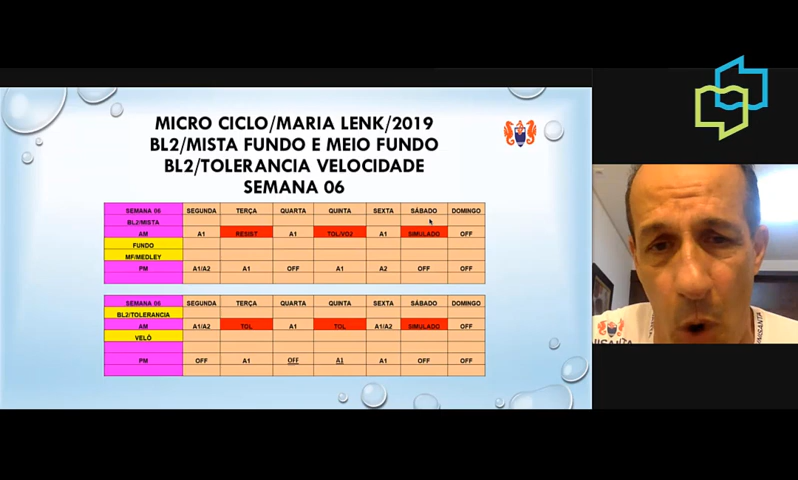 MICRO CICLO/MARIA LENK/2019
BL2/MISTA FUNDO E MEIO FUNDO
BL2/TOLERANCIA VELOCIDADE
SEMANA 06
SEMANA 06 SEGUNDA TERÇA QUARTA QUINTA SEXTA SÁBADO DOMINGO
BL2/MISTA
AM A1 RESIST A1 TOL/VO2 A1 SIMULADO OFF
FUNDO
MF/MEDLEY
PM A1/A2 A1 OFF A1 A2 OFF OFF
SEMANA 06 SEGUNDA TERÇA QUARTA QUINTA SEXTA SÁBADO DOMINGO
BL2/TOLERANCIA
AM A1/A2 TOL A1 TOL A1/A2 SIMULADO OFF
VELÓ
PM OFF A1 OFF A1 A1 OFF OFF
NISANTA
UNISANTA